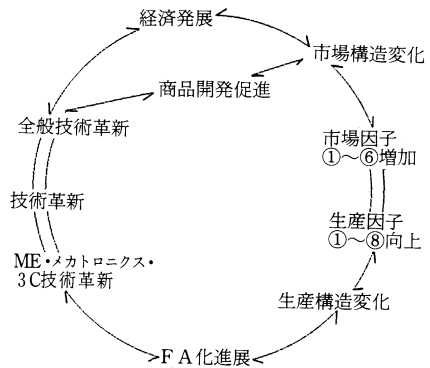 経済発展
市場構造変化
商品開発促進
全般技術革新
市場因子
①〜⑥増加
技術革新
生産因子
①〜⑧向上
ME・メカトロニクス・
3C技術革新
生産構造変化
FA化進展